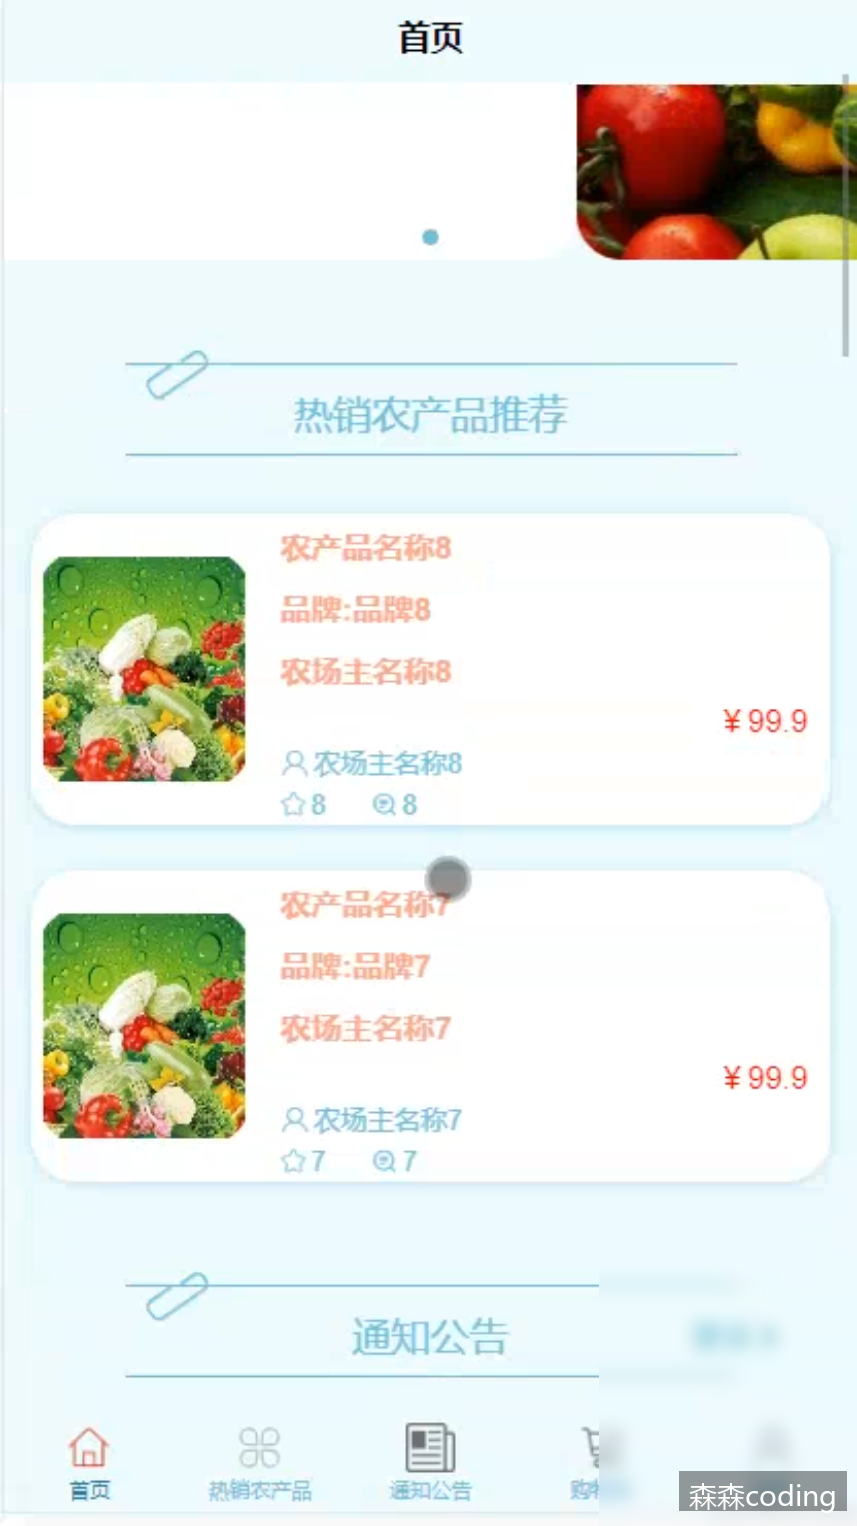 首页
热销农产品推荐
农产品名称8
品牌:品牌8
农场主名称8
¥99.9
农场主名称8
8 8
农产品名称7
品牌:品牌7
农场主名称7
¥99.9
农场主名称7
7 7
通知公告
首页 热销农产品 通知公告 购
森森coding